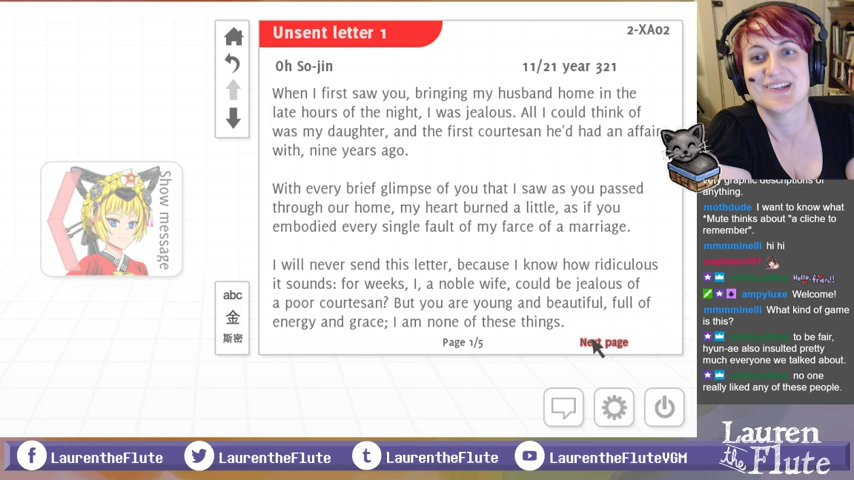 Unsent letter 1
2-XA02
Oh So-jin
11/21 year 321
When I first saw you, bringing my husband home in the
late hours of the night, I was jealous. All I could think of
was my daughter, and the first courtesan he'd had an affair
with, nine years ago.
With every brief glimpse of you that I saw as you passed
through our home, my heart burned a little, as if you
embodied every single fault of my farce of a marriage.
I will never send this letter, because I know how ridiculous
it sounds: for weeks, I, a noble wife, could be jealous of
a poor courtesan? But you are young and beautiful, full of
energy and grace; I am none of these things.
Page 1/5
Next page
Show message
abc
金
斯密
very graphic descriptions of
anything.
mothdude I want to know what
*Mute thinks about "a cliche to
remember".
mmmminelli hi hi
Hello, friend!
ampyluxe Welcome!
mmmminelli What kind of game
is this?
to be fair,
hyun-ae also insulted pretty
much everyone we talked about.
no one
really liked any of these people.
LaurentheFlute
LaurentheFlute
LaurentheFlute
LaurentheFluteVGM
Lauren
the Flute